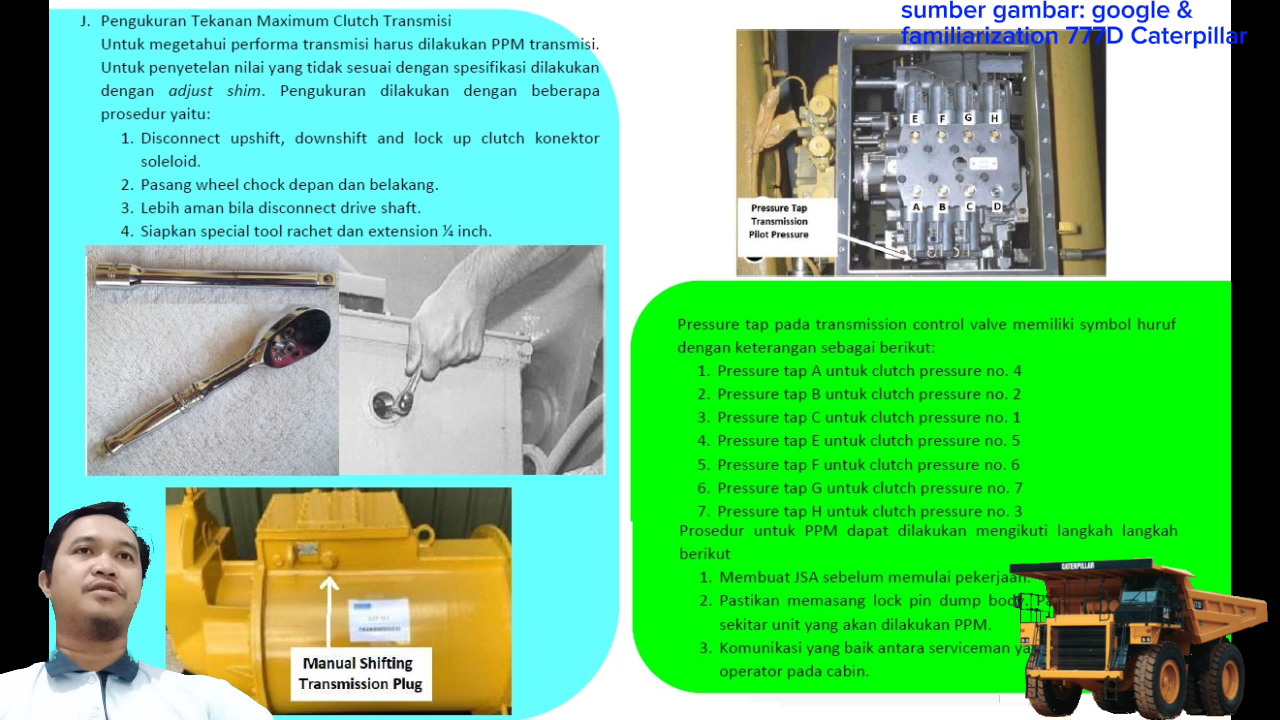 J. Pengukuran Tekanan Maximum Clutch Transmisi
Untuk megetahui performa transmisi harus dilakukan PPM transmisi.
Untuk penyetelan nilai yang tidak sesuai dengan spesifikasi dilakukan
dengan adjust shim. Pengukuran dilakukan dengan beberapa
prosedur yaitu:
1. Disconnect upshift, downshift and lock up clutch konektor
soleloid.
2. Pasang wheel chock depan dan belakang.
3. Lebih aman bila disconnect drive shaft.
4. Siapkan special tool rachet dan extension ¼ inch.
Manual Shifting
Transmission Plug
sumber gambar: google &
familiarization 777D Caterpillar
E F G H
A B C D
Pressure Tap
Transmission
Pilot Pressure
Pressure tap pada transmission control valve memiliki symbol huruf
dengan keterangan sebagai berikut:
1. Pressure tap A untuk clutch pressure no. 4
2. Pressure tap B untuk clutch pressure no. 2
3. Pressure tap C untuk clutch pressure no. 1
4. Pressure tap E untuk clutch pressure no. 5
5. Pressure tap F untuk clutch pressure no. 6
6. Pressure tap G untuk clutch pressure no. 7
7. Pressure tap H untuk clutch pressure no. 3
Prosedur untuk PPM dapat dilakukan mengikuti langkah langkah
berikut
1. Membuat JSA sebelum memulai pekerjaan.
2. Pastikan memasang lock pin dump body.
sekitar unit yang akan dilakukan PPM.
3. Komunikasi yang baik antara serviceman
operator pada cabin.
CATERPILLAR